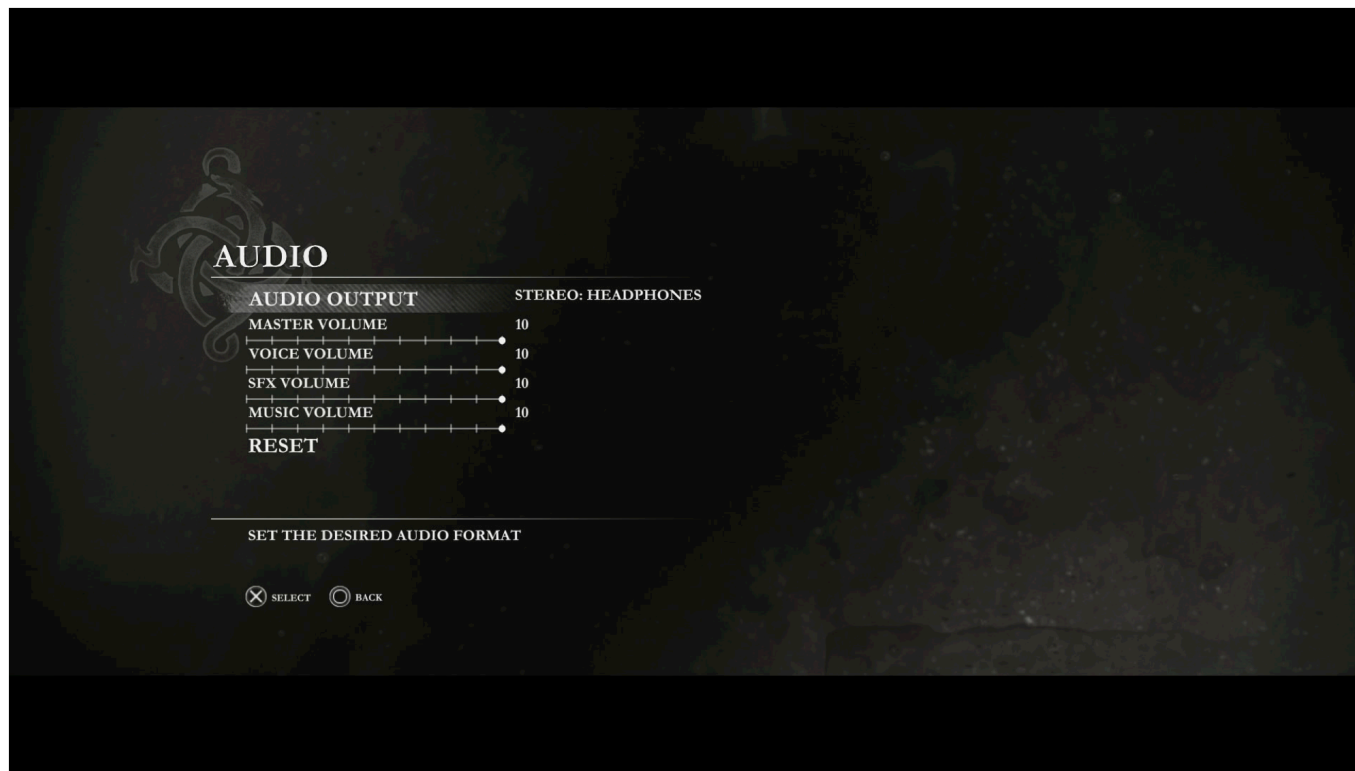 AUDIO
AUDIO OUTPUT STEREO: HEADPHONES
MASTER VOLUME 10
VOICE VOLUME 10
SFX VOLUME 10
MUSIC VOLUME 10
RESET
SET THE DESIRED AUDIO FORMAT
SELECT BACK